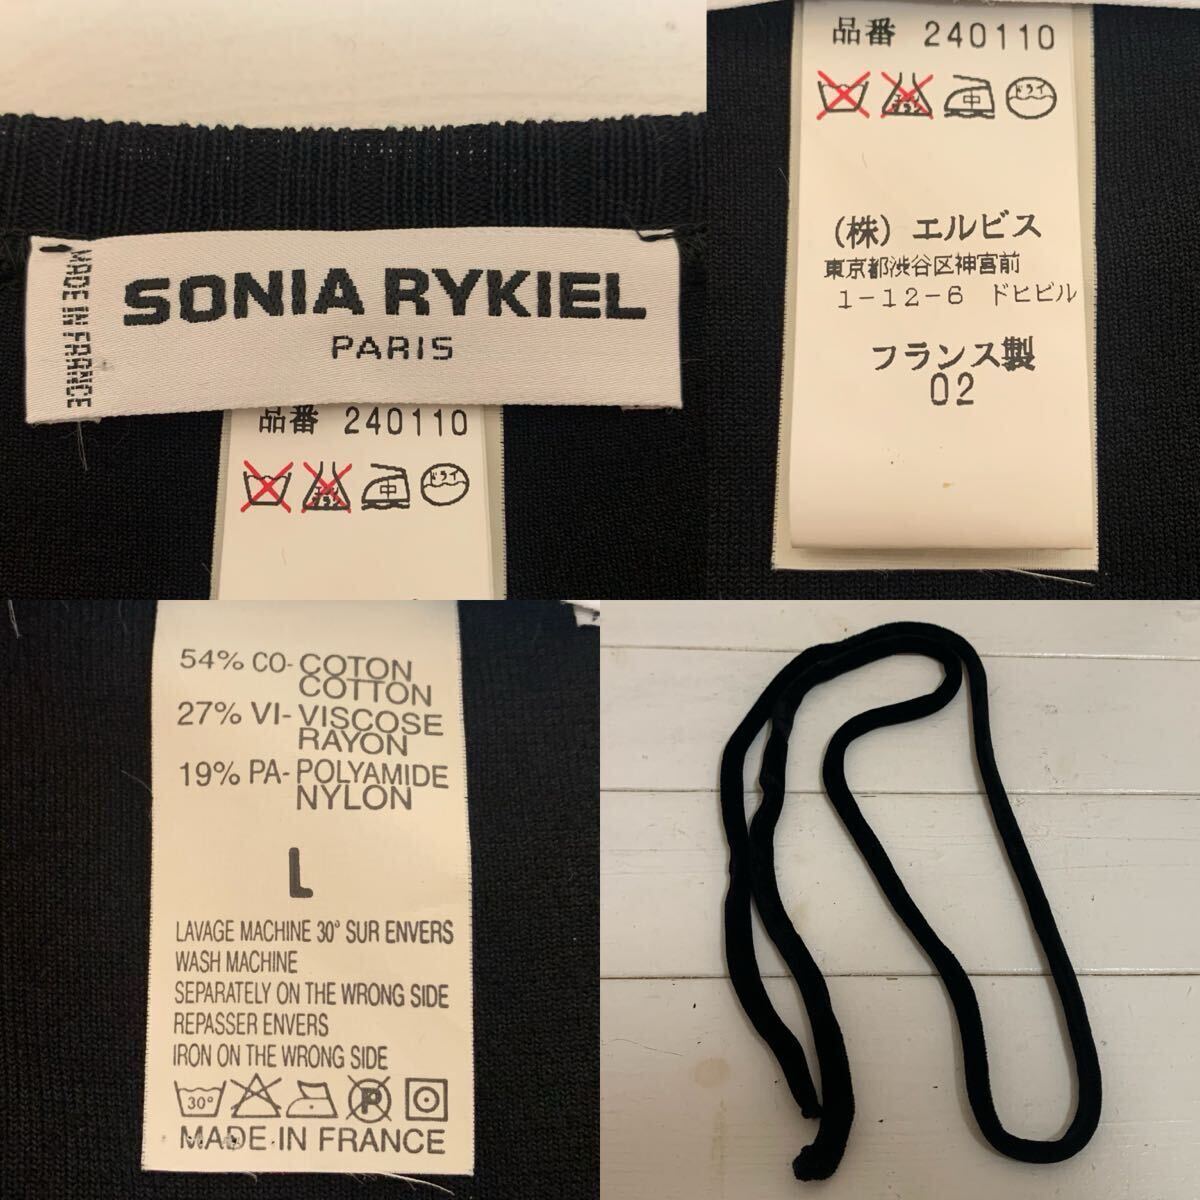 MADE IN FRANCE
SONIA RYKIEL
PARIS
品番 240110
中
ドライ
品番 240110
中
ドライ
(株) エルビス
東京都渋谷区神宮前
1-12-6 ドヒビル
フランス製
02
54% CO- COTON
COTTON
27% VI- VISCOSE
RAYON
19% PA- POLYAMIDE
NYLON
L
LAVAGE MACHINE 30° SUR ENVERS
WASH MACHINE
SEPARATELY ON THE WRONG SIDE
REPASSER ENVERS
IRON ON THE WRONG SIDE
30° P
MADE IN FRANCE